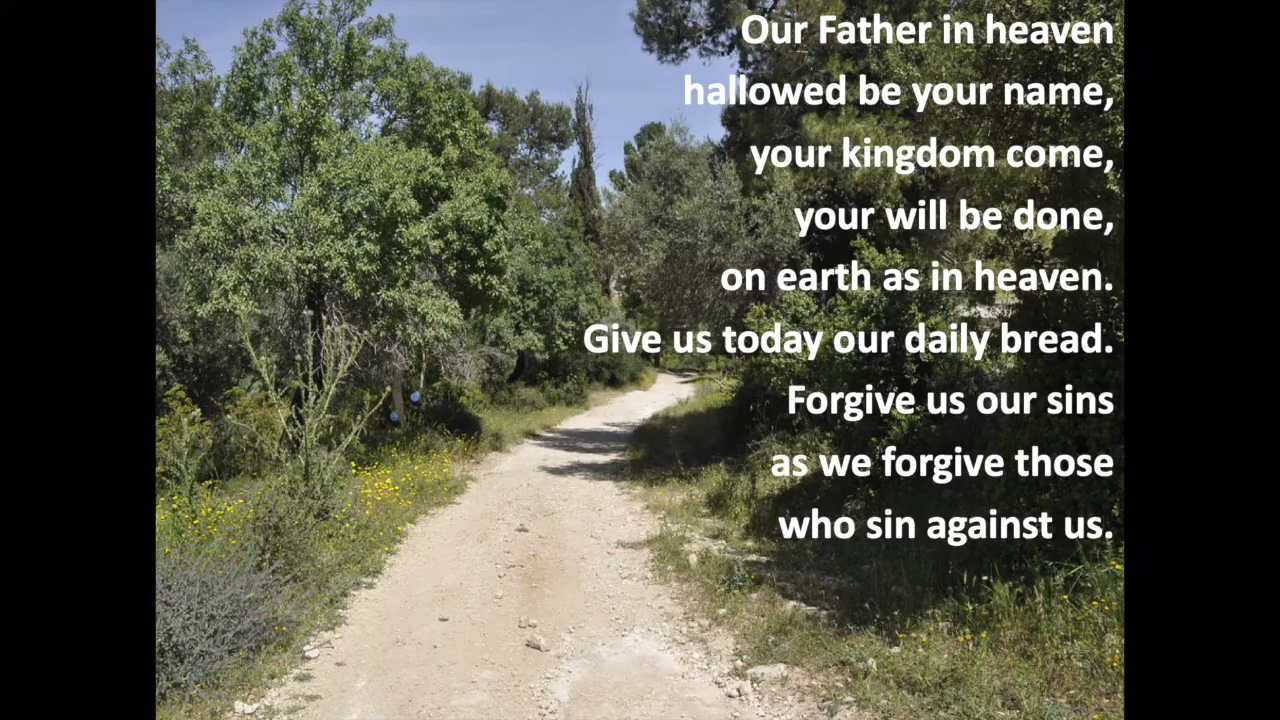 Our Father in heaven
hallowed be your name,
your kingdom come,
your will be done,
on earth as in heaven.
Give us today our daily bread.
Forgive us our sins
as we forgive those
who sin against us.